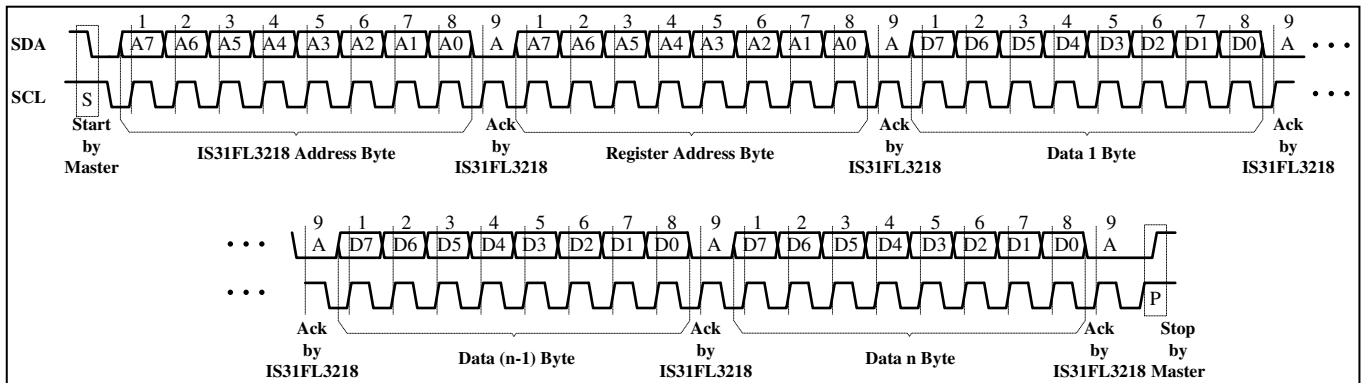 1 2 3 4 5 6 7 8 9 1 2 3 4 5 6 7 8 9 1 2 3 4 5 6 7 8 9
SDA A7 A6 A5 A4 A3 A2 A1 A0 A A7 A6 A5 A4 A3 A2 A1 A0 A D7 D6 D5 D4 D3 D2 D1 D0 A • • •
SCL S • • •
Start by Master
IS31FL3218 Address Byte
Ack by IS31FL3218
Register Address Byte
Ack by IS31FL3218
Data 1 Byte
Ack by IS31FL3218
9 1 2 3 4 5 6 7 8 9 1 2 3 4 5 6 7 8 9
• • • A D7 D6 D5 D4 D3 D2 D1 D0 A D7 D6 D5 D4 D3 D2 D1 D0 A
• • • P
Ack by IS31FL3218
Data (n-1) Byte
Ack by IS31FL3218
Data n Byte
Ack by IS31FL3218
Stop by Master